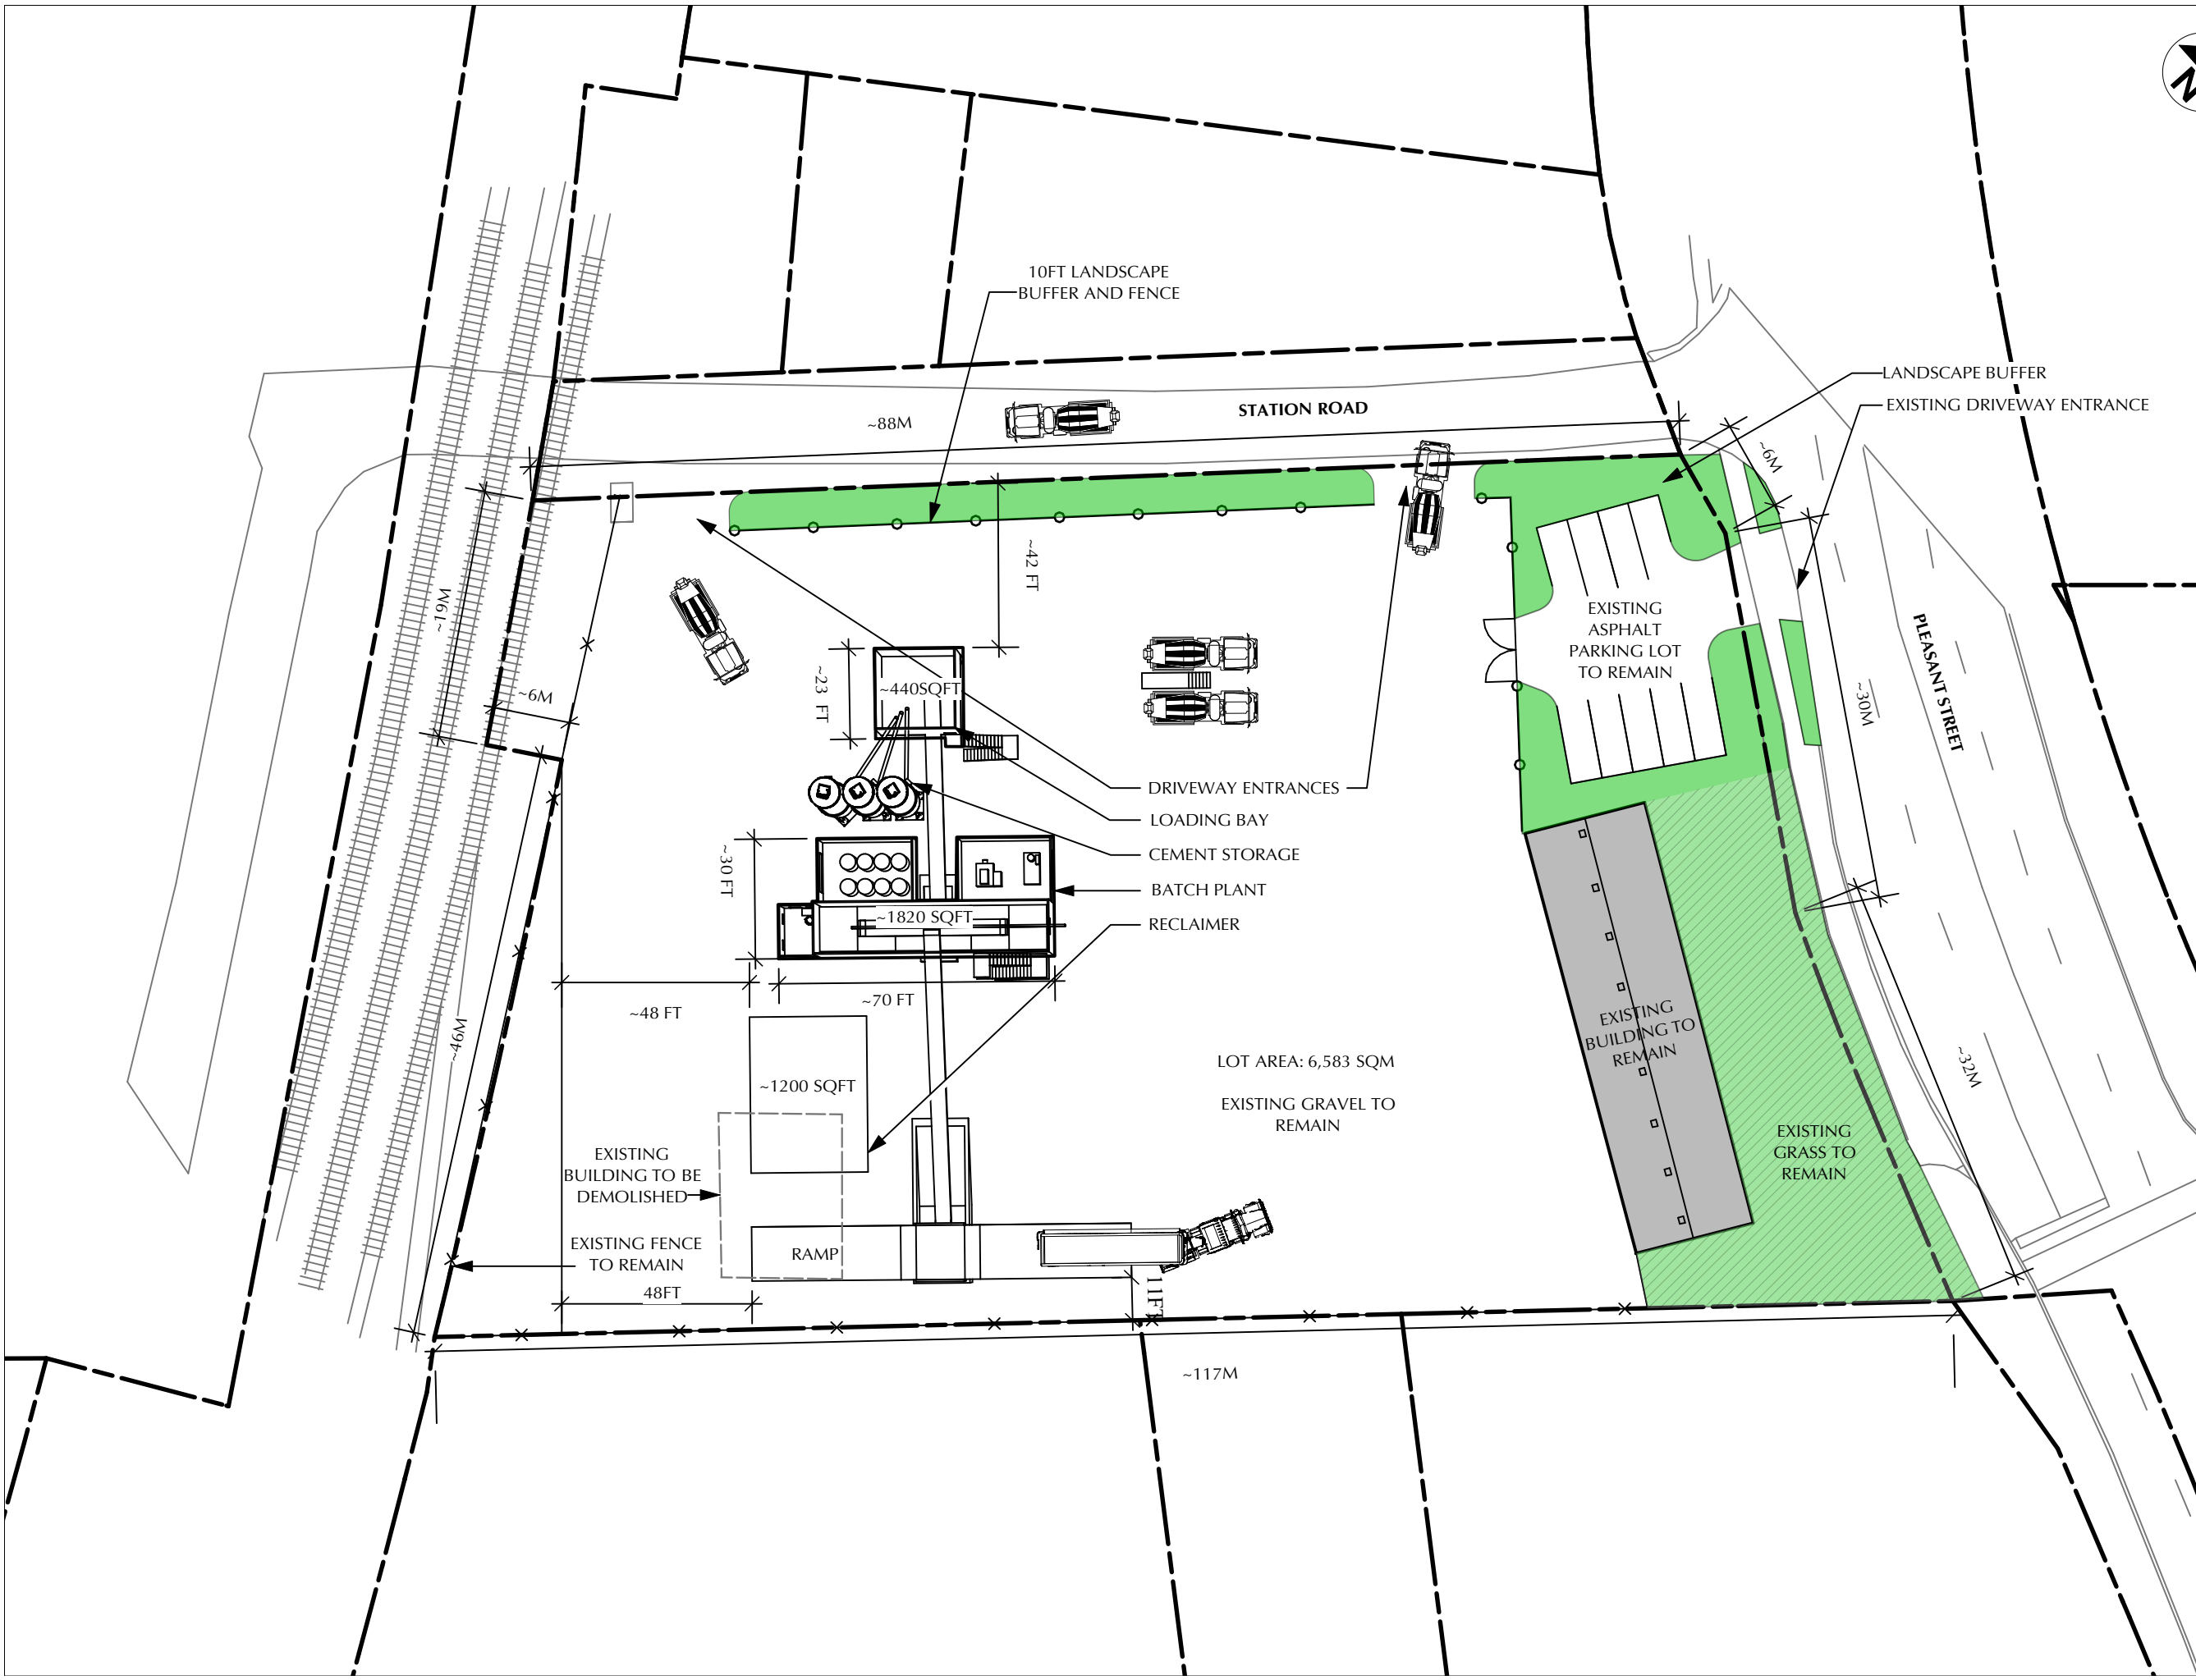 N
10FT LANDSCAPE
BUFFER AND FENCE
LANDSCAPE BUFFER
EXISTING DRIVEWAY ENTRANCE
STATION ROAD
~88M
~6M
~42 FT
~19M
EXISTING
ASPHALT
PARKING LOT
TO REMAIN
PLEASANT STREET
~30M
~6M
~23 FT
~440SQFT
DRIVEWAY ENTRANCES
LOADING BAY
CEMENT STORAGE
BATCH PLANT
RECLAIMER
~30 FT
~1820 SQFT
~70 FT
~48 FT
~46M
EXISTING
BUILDING TO
REMAIN
~32M
LOT AREA: 6,583 SQM
EXISTING GRAVEL TO
REMAIN
~1200 SQFT
EXISTING
GRASS TO
REMAIN
EXISTING
BUILDING TO BE
DEMOLISHED
EXISTING FENCE
TO REMAIN
RAMP
48FT
11FT
~117M